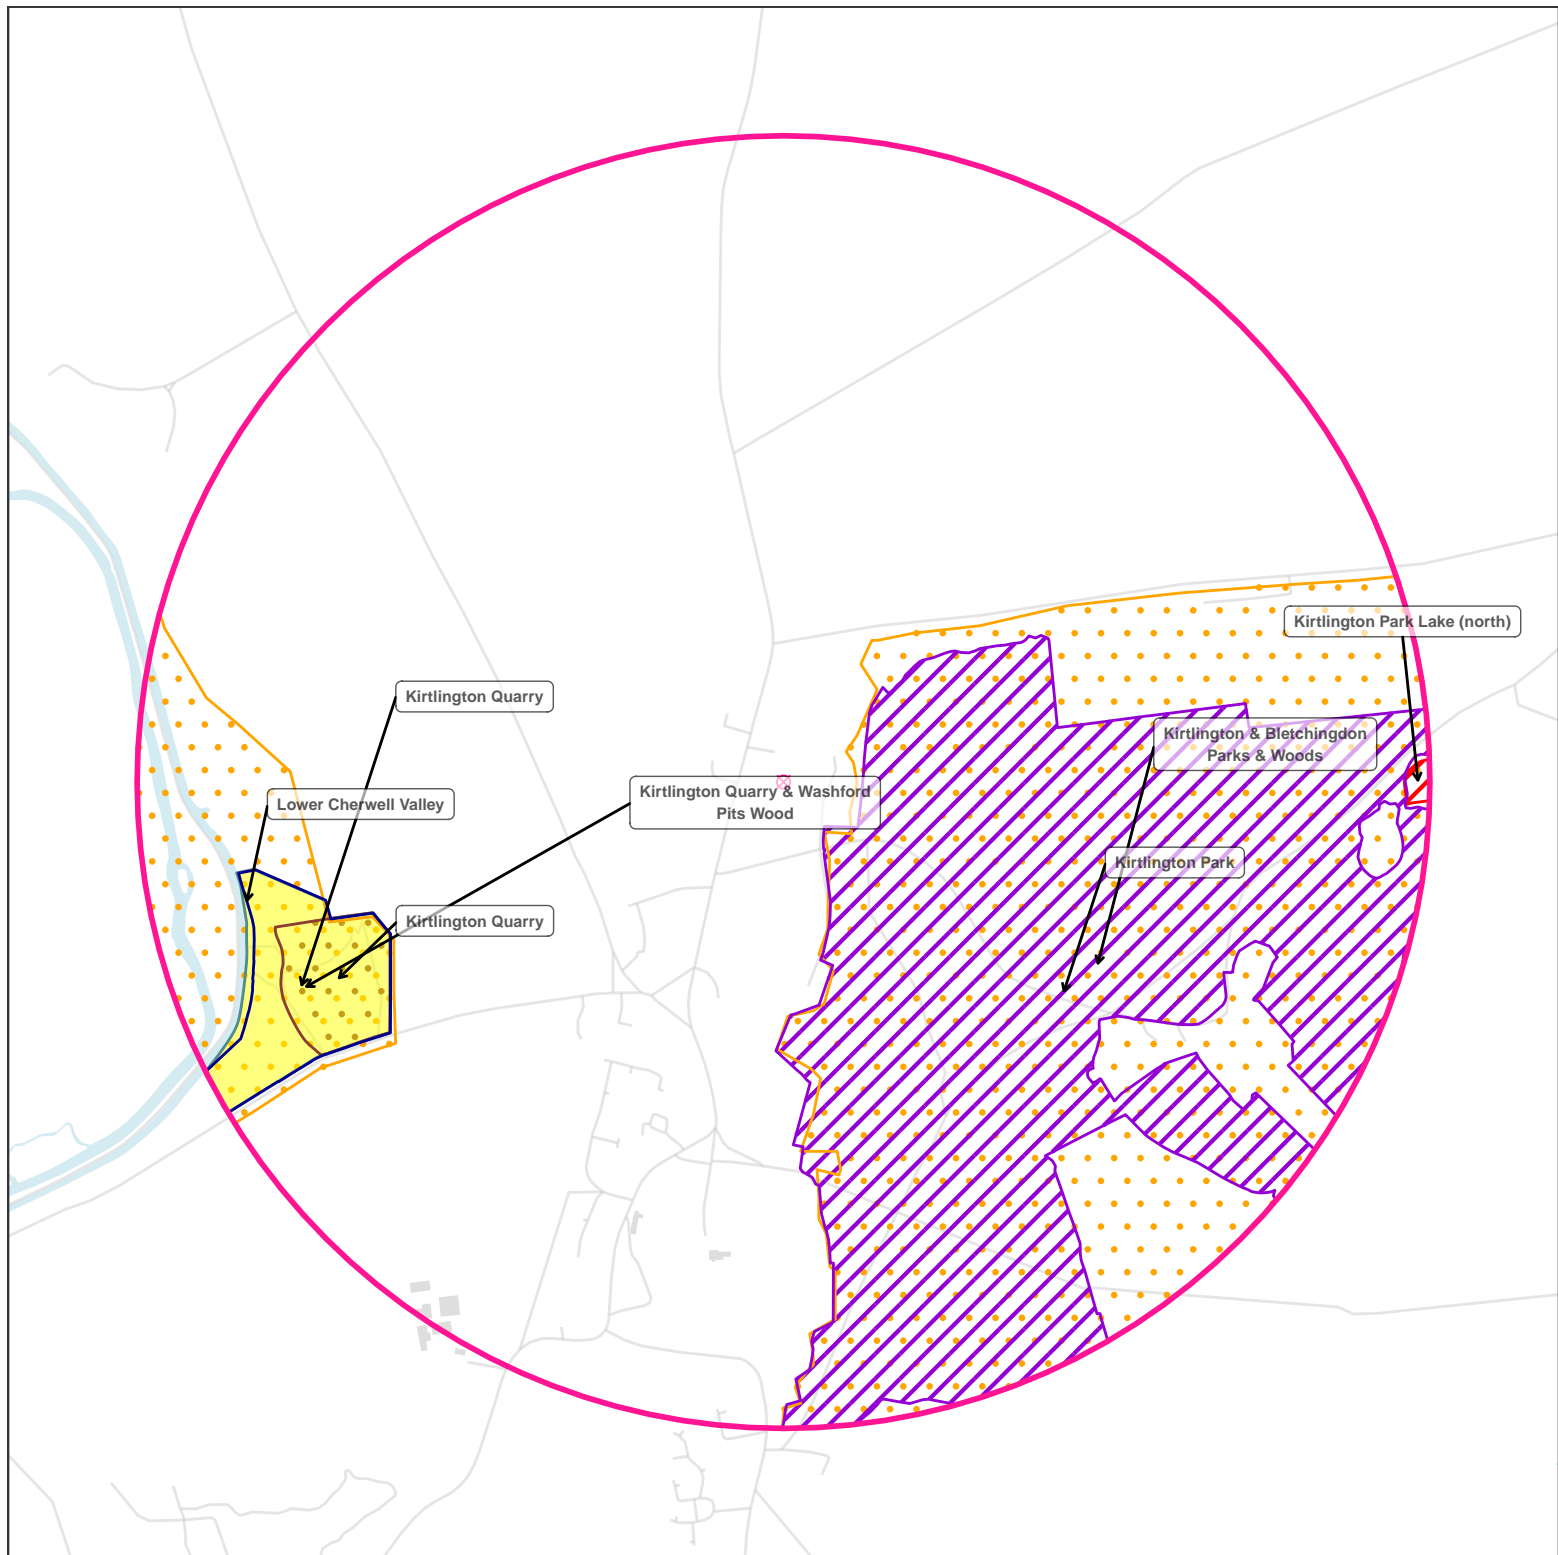 Kirtlington Park Lake (north)
Kirtlington Quarry
Kirtlington & Bletchingdon
Parks & Woods
Kirtlington Quarry & Washford
Pits Wood
Lower Cherwell Valley
Kirtlington Park
Kirtlington Quarry